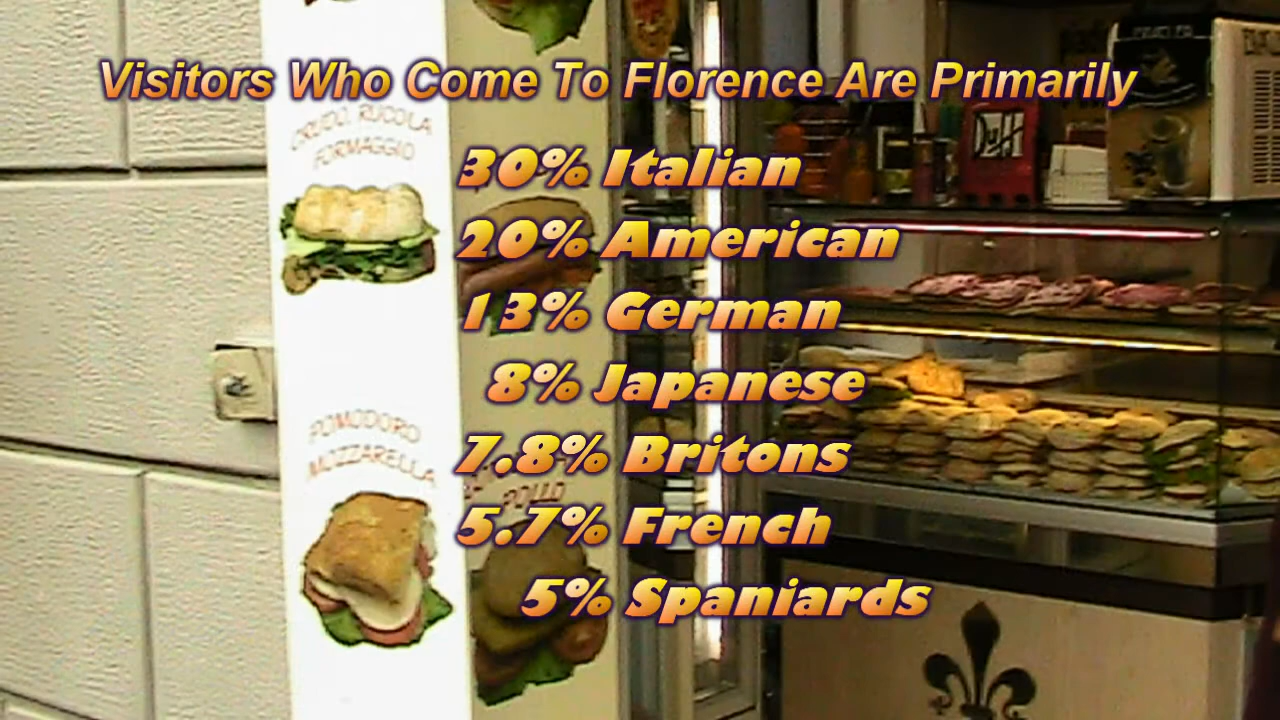 Visitors Who Come To Florence Are Primarily
CRUDO, RUCOLA
FORMAGGIO
30% Italian
20% American
13% German
8% Japanese
7.8% Britons
5.7% French
5% Spaniards
POMODORO
MOZZARELLA
POLLO
Duff